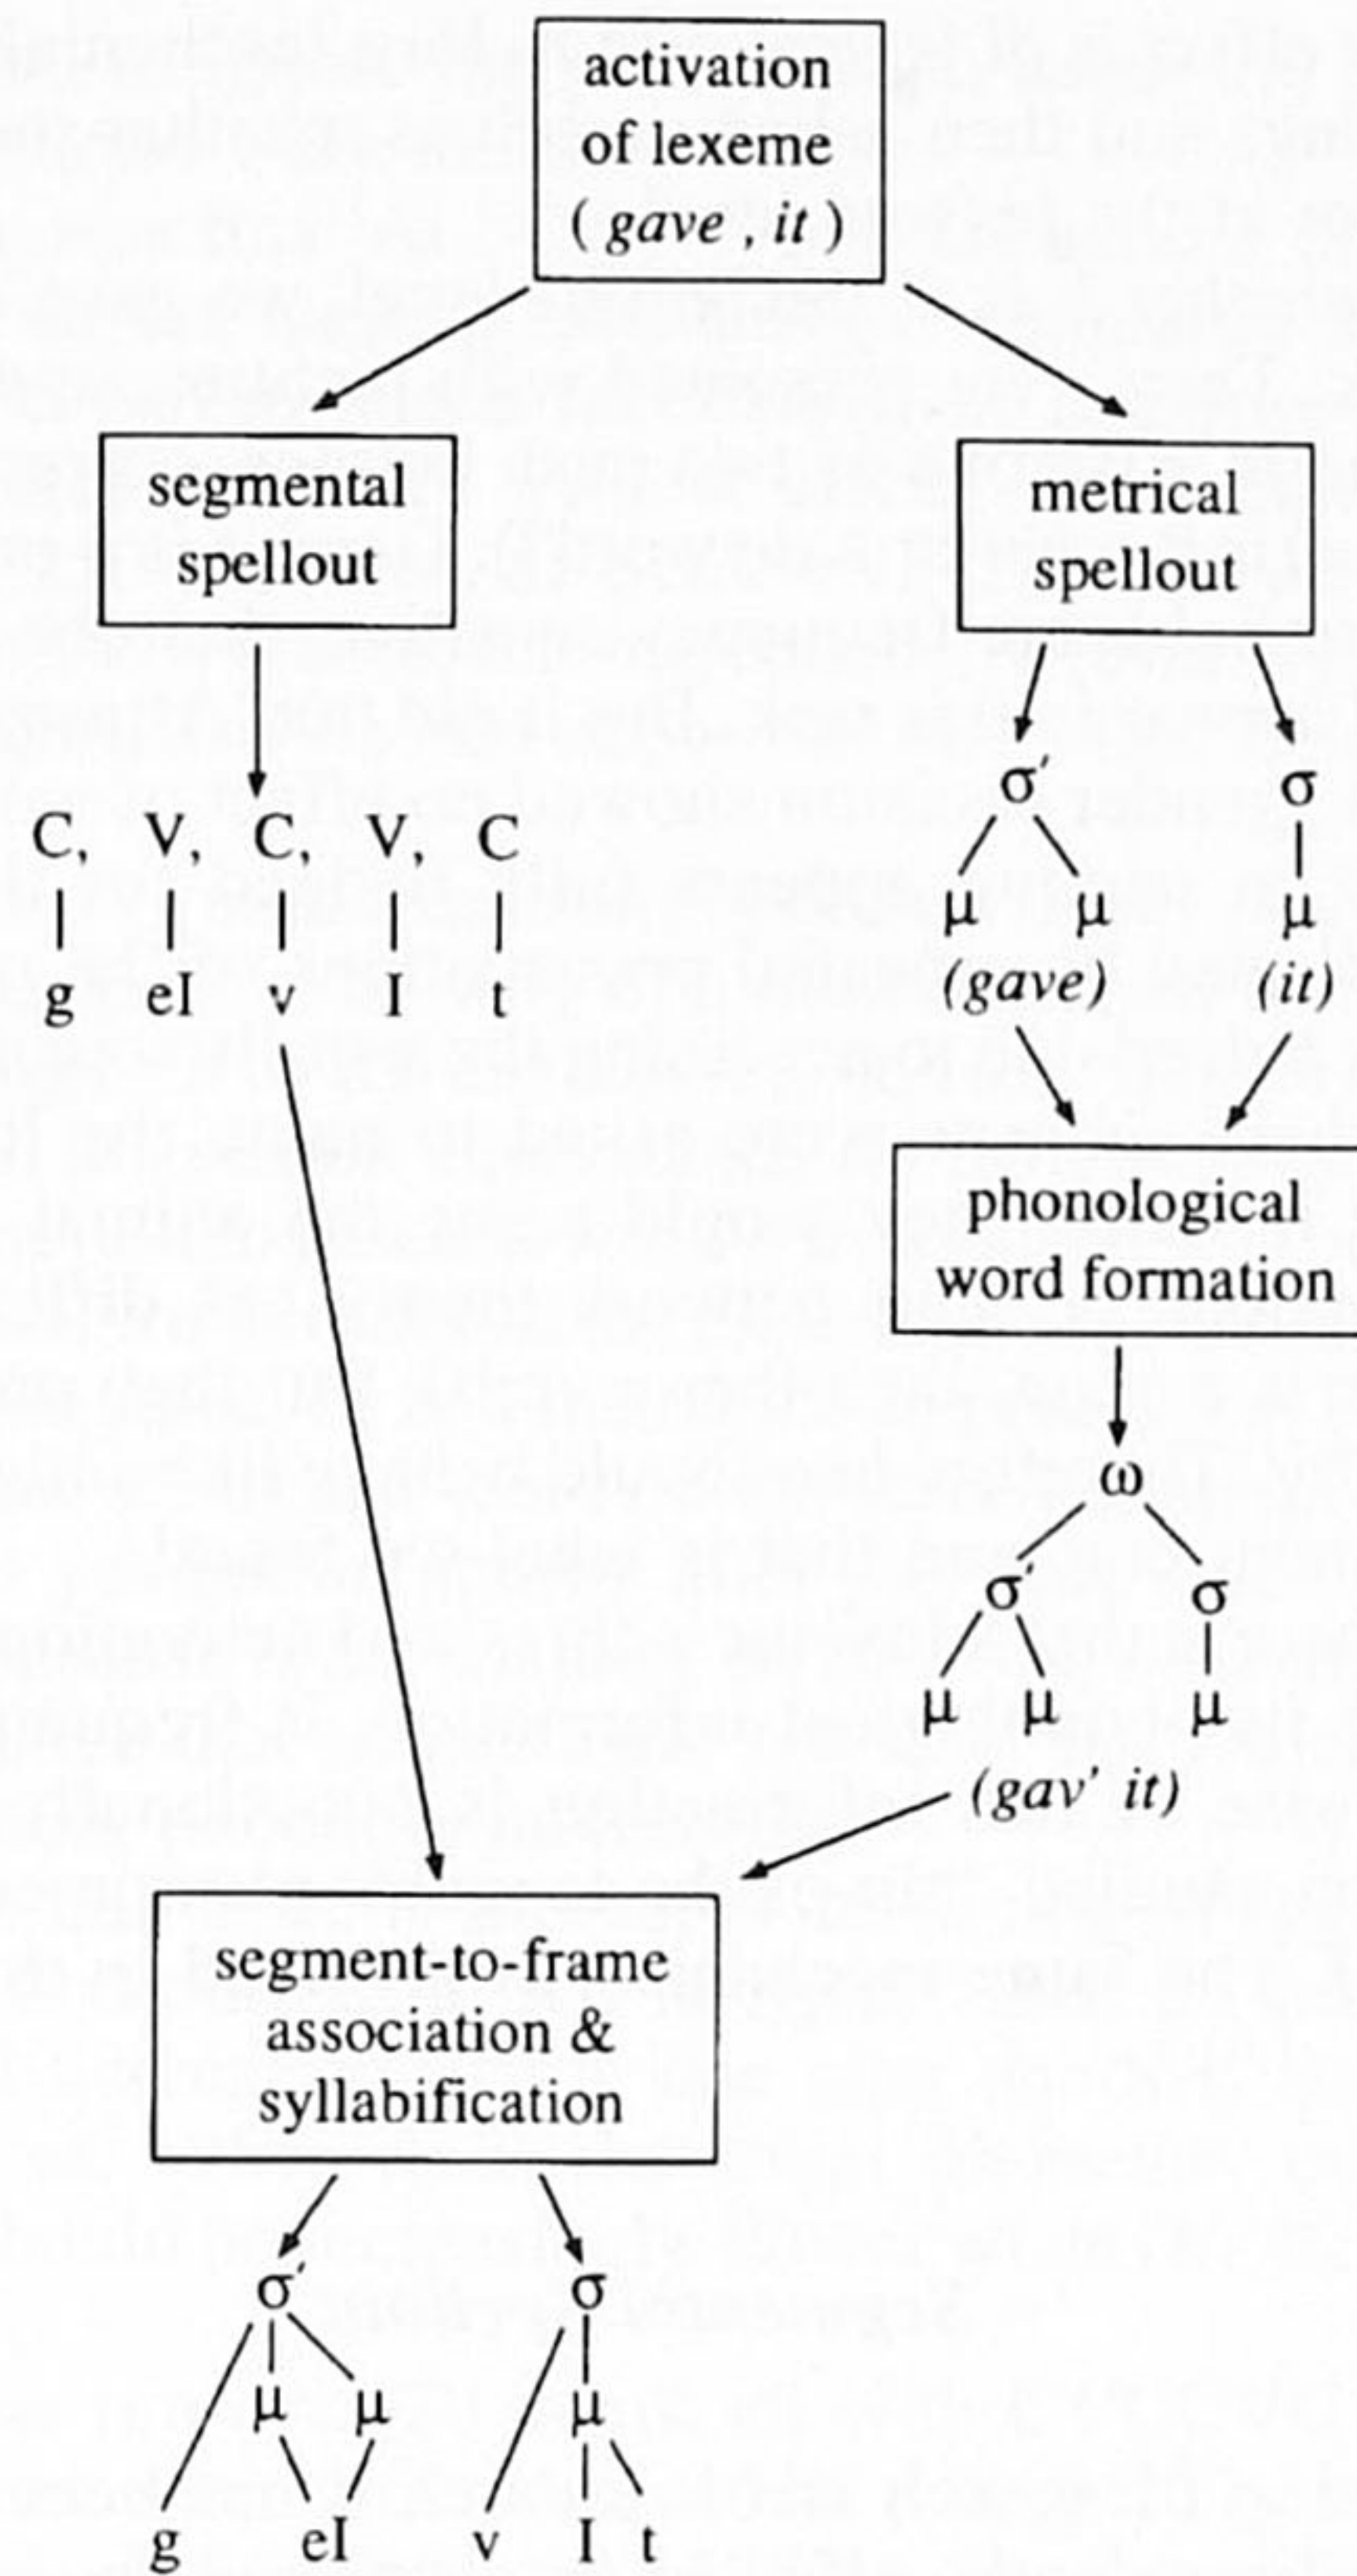 activation
of lexeme
( gave , it )
segmental
spellout
metrical
spellout
C, V, C, V, C
g eI v I t
σ' σ
μ μ μ
(gave) (it)
phonological
word formation
ω
σ' σ
μ μ μ
(gav' it)
segment-to-frame
association &
syllabification
σ' σ
μ μ μ
g eI v I t